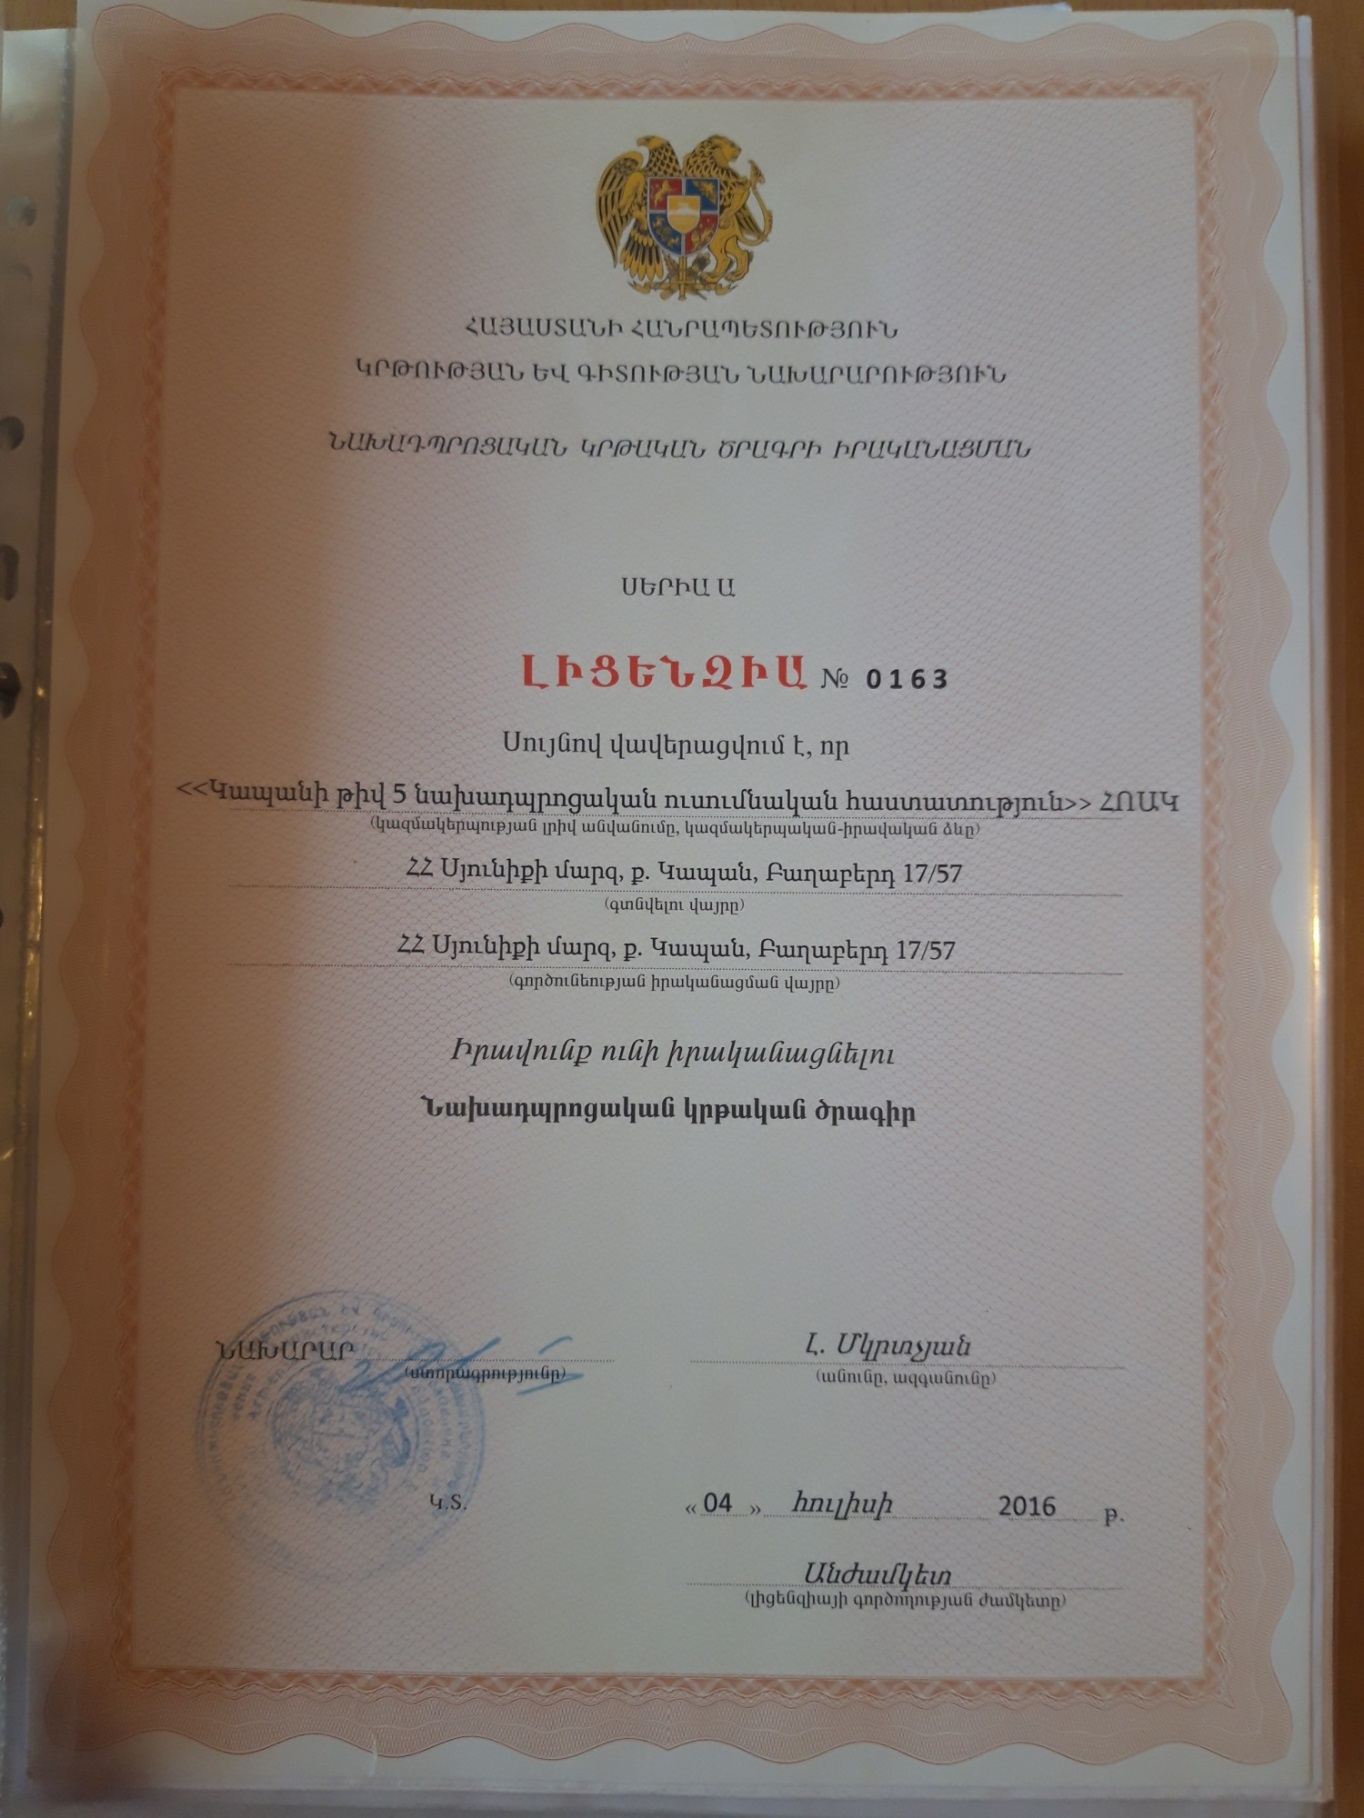 ՀԱՅԱՍՏԱՆԻ ՀԱՆՐԱՊԵՏՈՒԹՅՈՒՆ
ԿՐԹՈՒԹՅԱՆ ԵՎ ԳԻՏՈՒԹՅԱՆ ՆԱԽԱՐԱՐՈՒԹՅՈՒՆ
ՆԱԽԱԴՊՐՈՑԱԿԱՆ ԿՐԹԱԿԱՆ ԾՐԱԳՐԻ ԻՐԱԿԱՆԱՑՄԱՆ
ՍԵՐԻԱ Ա
ԼԻՑԵՆԶԻԱ № 0163
Սույնով վավերացվում է, որ
<<Կապանի թիվ 5 նախադպրոցական ուսումնական հաստատություն>> ՀՈԱԿ
(կազմակերպության լրիվ անվանումը, կազմակերպական-իրավական ձևը)
ՀՀ Սյունիքի մարզ, ք. Կապան, Բաղաբերդ 17/57
(գտնվելու վայրը)
ՀՀ Սյունիքի մարզ, ք. Կապան, Բաղաբերդ 17/57
(գործունեության իրականացման վայրը)
Իրավունք ունի իրականացնելու
Նախադպրոցական կրթական ծրագիր
ՆԱԽԱՐԱՐ Լ. Մկրտչյան
(ստորագրությունը) (անունը, ազգանունը)
Կ.Տ. « 04 » հուլիսի 2016 թ.
Անժամկետ
(լիցենզիայի գործողության ժամկետը)